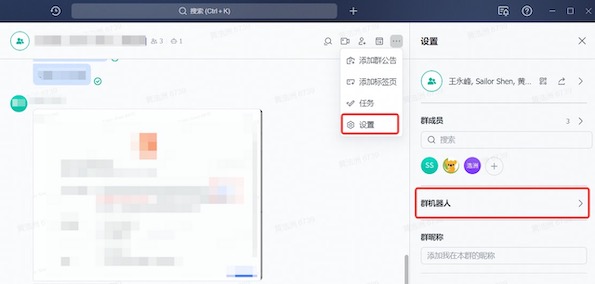 搜索 (Ctrl + K)
3
1
添加群公告
添加标签页
任务
设置
设置
王永峰, Sailor Shen, 黄...
群成员
3
搜索
SS
浩洲
群机器人
群昵称
添加我在本群的昵称